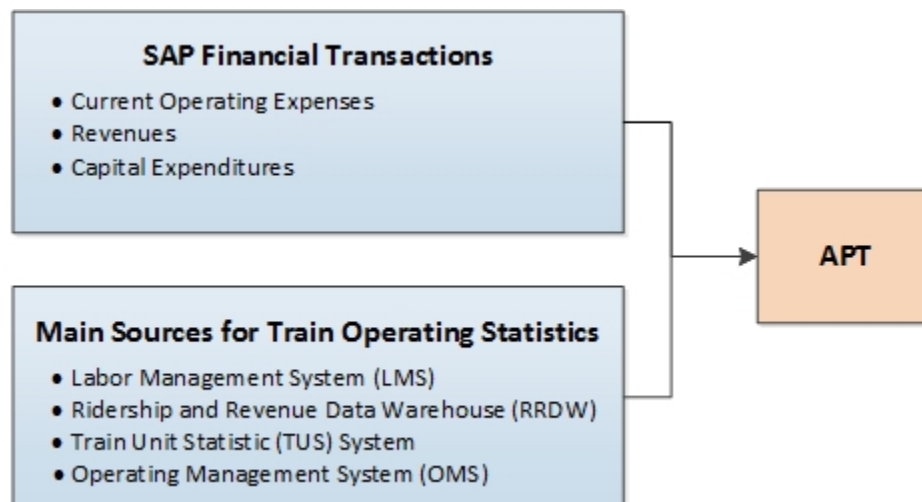 SAP Financial Transactions
• Current Operating Expenses
• Revenues
• Capital Expenditures
APT
Main Sources for Train Operating Statistics
• Labor Management System (LMS)
• Ridership and Revenue Data Warehouse (RRDW)
• Train Unit Statistic (TUS) System
• Operating Management System (OMS)